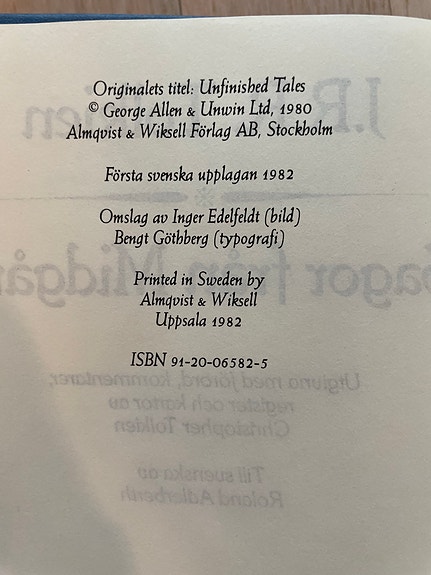 Originalets titel: Unfinished Tales
© George Allen & Unwin Ltd, 1980
Almqvist & Wiksell Förlag AB, Stockholm
Första svenska upplagan 1982
Omslag av Inger Edelfeldt (bild)
Bengt Göthberg (typografi)
Printed in Sweden by
Almqvist & Wiksell
Uppsala 1982
ISBN 91-20-06582-5